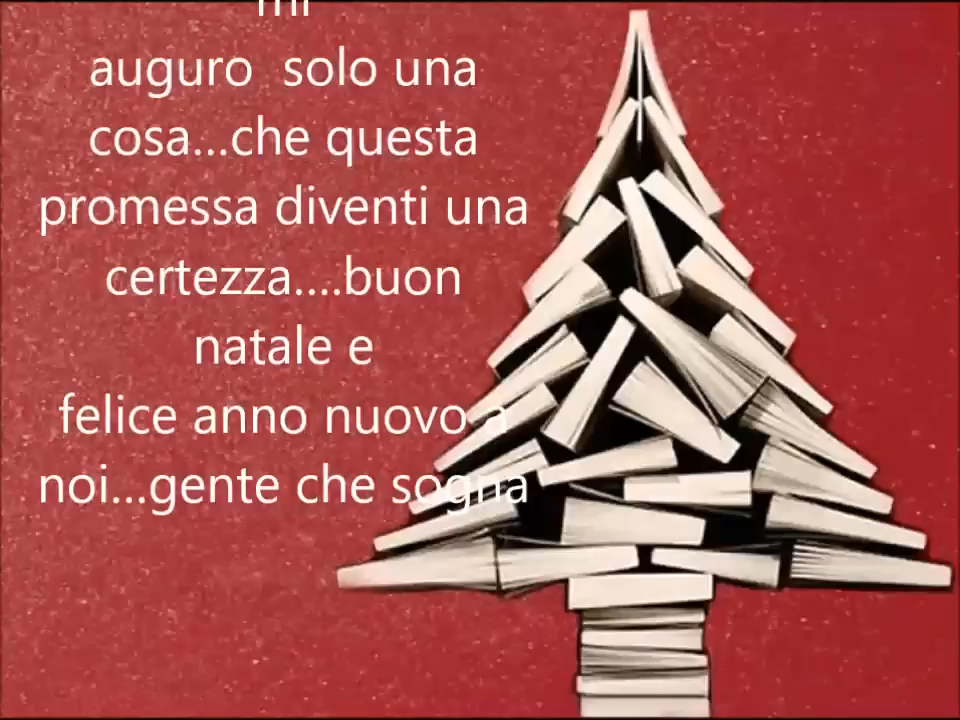 mi
auguro  solo una
cosa...che questa
promessa diventi una
certezza....buon
natale e
felice anno nuovo a
noi...gente che sogna